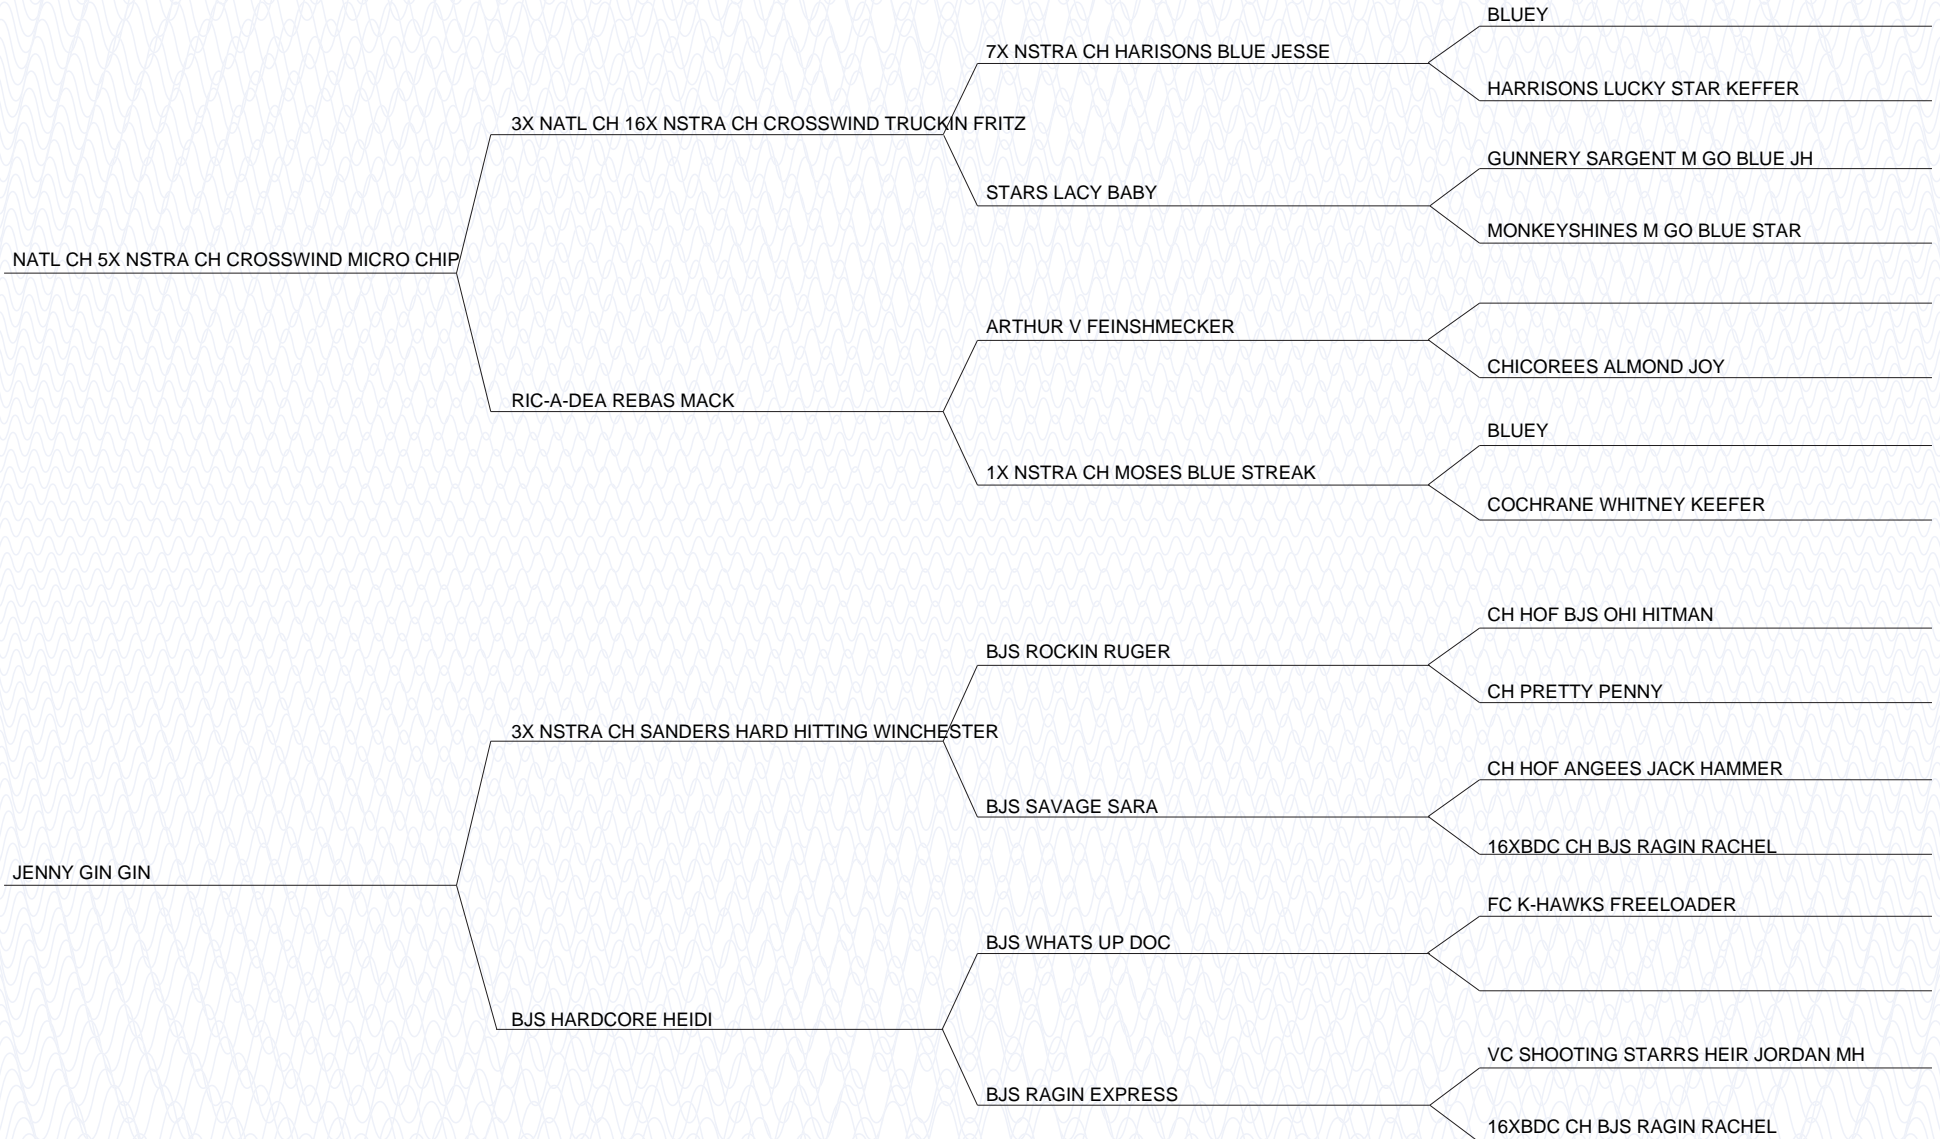 BLUEY
7X NSTRA CH HARISONS BLUE JESSE
HARRISONS LUCKY STAR KEFFER
3X NATL CH 16X NSTRA CH CROSSWIND TRUCKIN FRITZ
GUNNERY SARGENT M GO BLUE JH
STARS LACY BABY
MONKEYSHINES M GO BLUE STAR
NATL CH 5X NSTRA CH CROSSWIND MICRO CHIP
ARTHUR V FEINSHMECKER
CHICOREES ALMOND JOY
RIC-A-DEA REBAS MACK
BLUEY
1X NSTRA CH MOSES BLUE STREAK
COCHRANE WHITNEY KEEFER
CH HOF BJS OHI HITMAN
BJS ROCKIN RUGER
CH PRETTY PENNY
3X NSTRA CH SANDERS HARD HITTING WINCHESTER
CH HOF ANGEES JACK HAMMER
BJS SAVAGE SARA
16XBDC CH BJS RAGIN RACHEL
JENNY GIN GIN
FC K-HAWKS FREELOADER
BJS WHATS UP DOC
BJS HARDCORE HEIDI
VC SHOOTING STARRS HEIR JORDAN MH
BJS RAGIN EXPRESS
16XBDC CH BJS RAGIN RACHEL